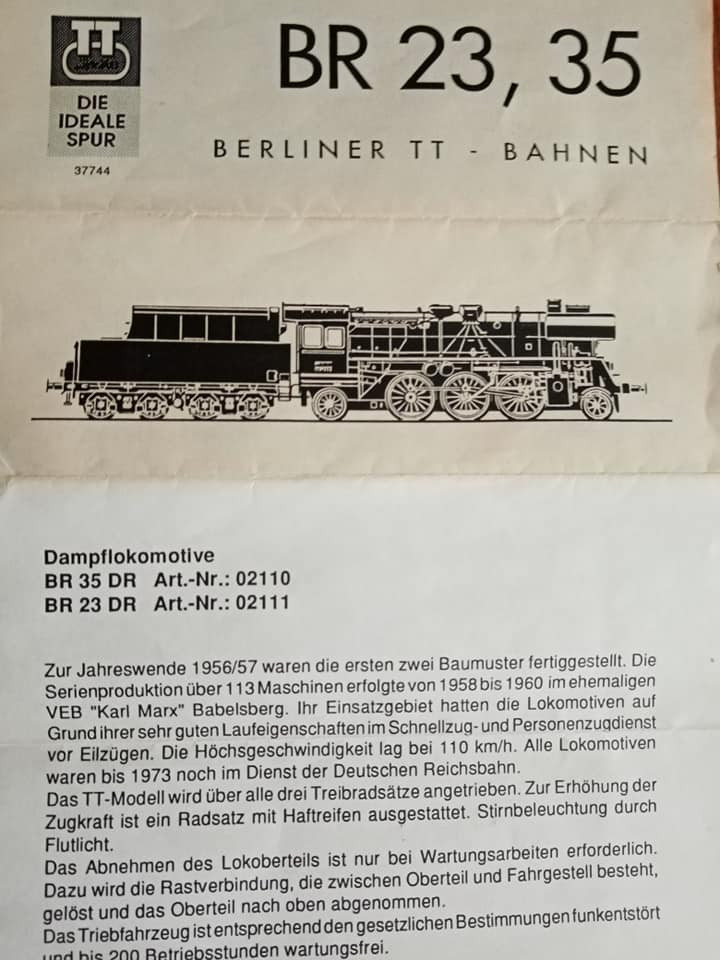 TT
DIE
IDEALE
SPUR
37744
BR 23, 35
BERLINER TT - BAHNEN
Dampflokomotive
BR 35 DR Art.-Nr.: 02110
BR 23 DR Art.-Nr.: 02111
Zur Jahreswende 1956/57 waren die ersten zwei Baumuster fertiggestellt. Die
Serienproduktion über 113 Maschinen erfolgte von 1958 bis 1960 im ehemaligen
VEB "Karl Marx" Babelsberg. Ihr Einsatzgebiet hatten die Lokomotiven auf
Grund ihrer sehr guten Laufeigenschaften im Schnellzug- und Personenzugdienst
vor Eilzügen. Die Höchsgeschwindigkeit lag bei 110 km/h. Alle Lokomotiven
waren bis 1973 noch im Dienst der Deutschen Reichsbahn.
Das TT-Modell wird über alle drei Treibradsätze angetrieben. Zur Erhöhung der
Zugkraft ist ein Radsatz mit Haftreifen ausgestattet. Stirnbeleuchtung durch
Flutlicht.
Das Abnehmen des Lokoberteils ist nur bei Wartungsarbeiten erforderlich.
Dazu wird die Rastverbindung, die zwischen Oberteil und Fahrgestell besteht,
gelöst und das Oberteil nach oben abgenommen.
Das Triebfahrzeug ist entsprechend den gesetzlichen Bestimmungen funkentstört
und bis 200 Betriebsstunden wartungsfrei.